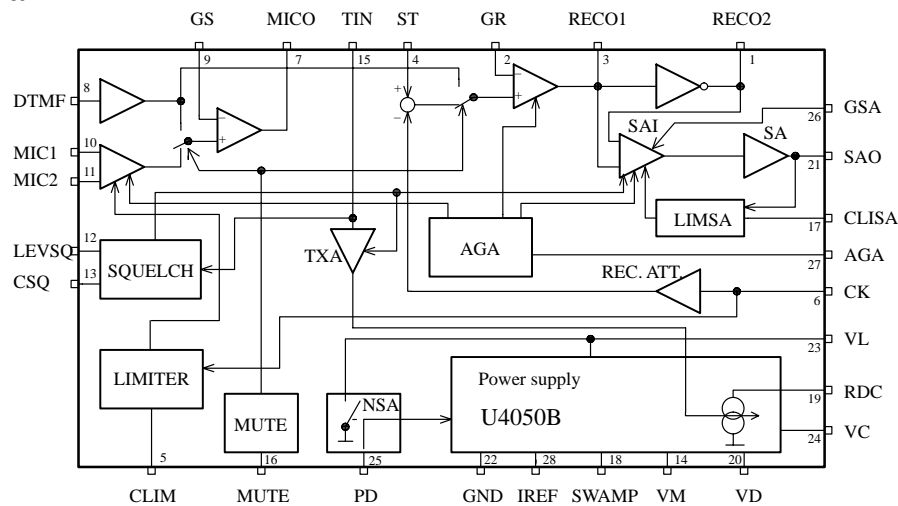 GS MICO TIN ST GR RECO1 RECO2
9 7 15 4 2 3 1
DTMF 8
+
−
−
+
−
+
GSA 26
MIC1 10
MIC2 11
SAI
SA
SAO 21
LIMSA
CLISA 17
LEVSQ 12
CSQ 13
SQUELCH
TXA
AGA
AGA 27
REC. ATT.
CK 6
VL 23
LIMITER
MUTE
NSA
Power supply
U4050B
RDC 19
VC 24
5 16 25 22 28 18 14 20
CLIM MUTE PD GND IREF SWAMP VM VD